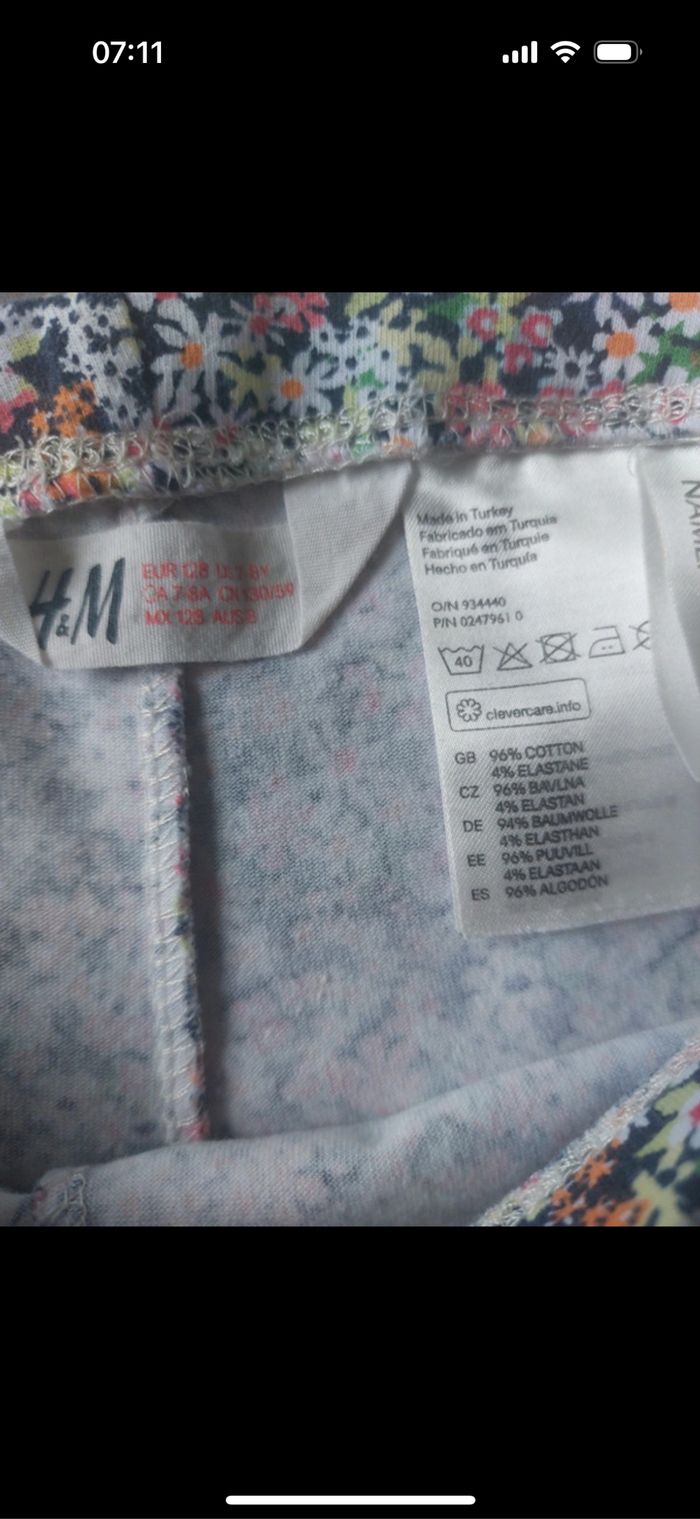 07:11
H&M
EUR 128 US 7-8Y
CA 7-8A CN 130/59
MX 128 AUS 8
Made in Turkey
Fabricado em Turquia
Fabriqué en Turquie
Hecho en Turquía
O/N 934440
P/N 0247961 0
40
clevercare.info
GB 96% COTTON
4% ELASTANE
CZ 96% BAVLNA
4% ELASTAN
DE 94% BAUMWOLLE
4% ELASTHAN
EE 96% PUUVILL
4% ELASTAAN
ES 96% ALGODÓN